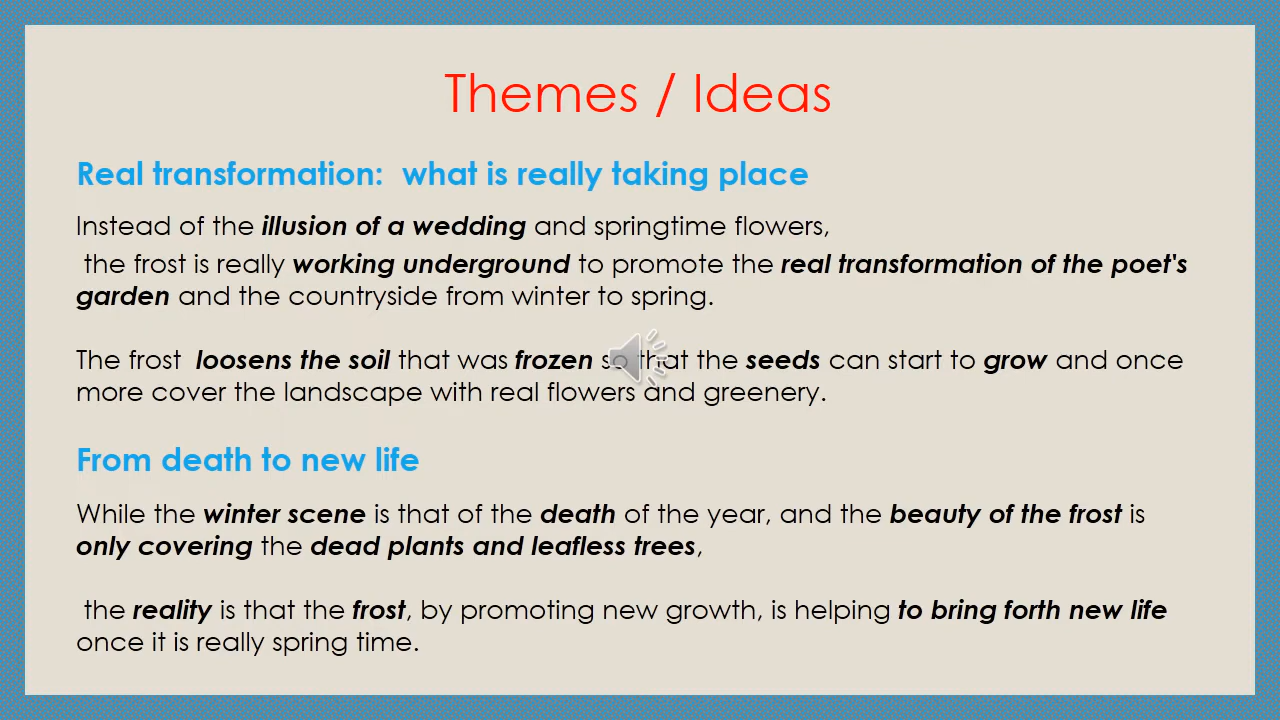 Themes / Ideas
Real transformation:  what is really taking place
Instead of the illusion of a wedding and springtime flowers,
the frost is really working underground to promote the real transformation of the poet's
garden and the countryside from winter to spring.
The frost  loosens the soil that was frozen so that the seeds can start to grow and once
more cover the landscape with real flowers and greenery.
From death to new life
While the winter scene is that of the death of the year, and the beauty of the frost is
only covering the dead plants and leafless trees,
the reality is that the frost, by promoting new growth, is helping to bring forth new life
once it is really spring time.